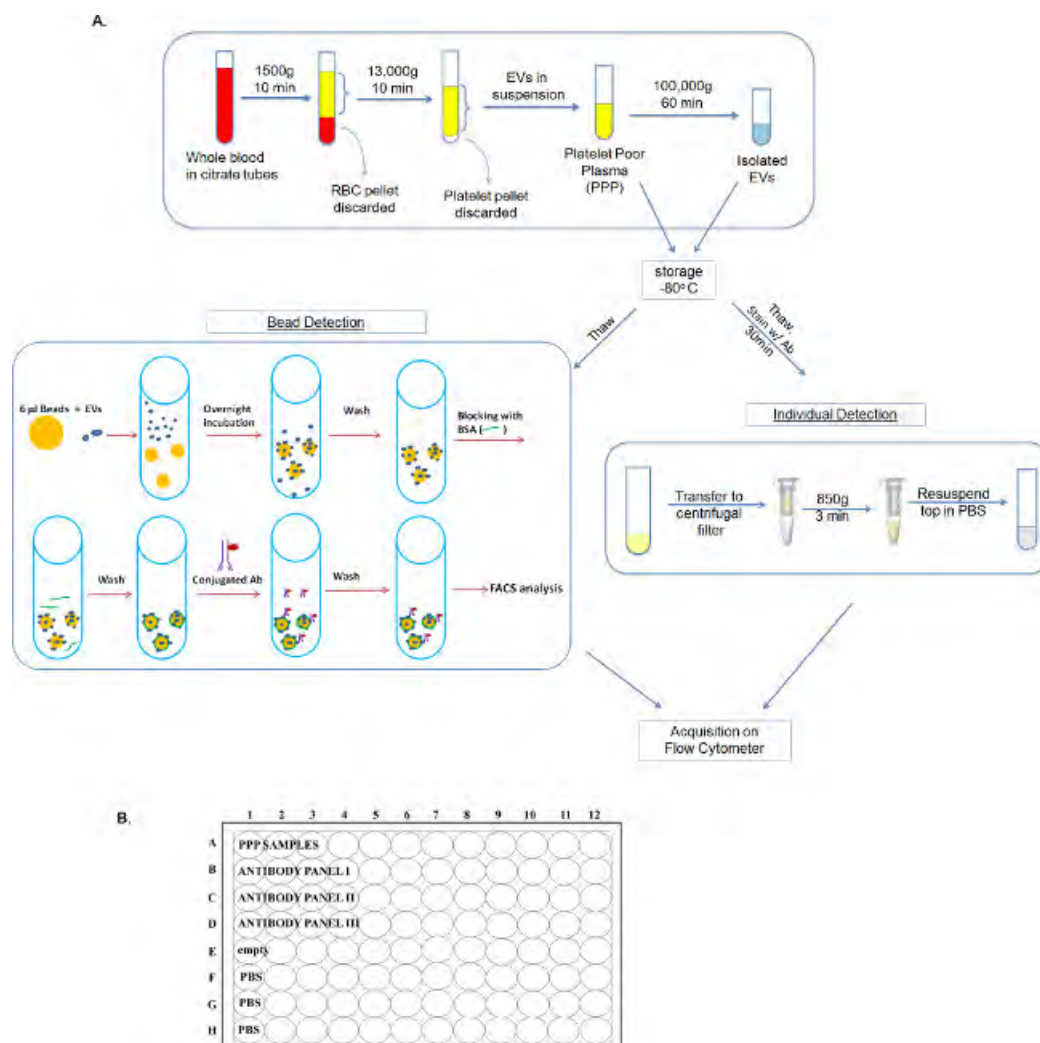 A.
1500g
10 min
13,000g
10 min
EVs in
suspension
100,000g
60 min
Whole blood
in citrate tubes
RBC pellet
discarded
Platelet pellet
discarded
Platelet Poor
Plasma
(PPP)
Isolated
EVs
storage
-80°C
Thaw
Thaw,
Stain w/ Ab
30min
Bead Detection
6 µl Beads + EVs
Overnight
incubation
Wash
Blocking with
BSA ( )
Wash
Conjugated Ab
Wash
FACS analysis
Individual Detection
Transfer to
centrifugal
filter
850g
3 min
Resuspend
top in PBS
Acquisition on
Flow Cytometer
B.
1 2 3 4 5 6 7 8 9 10 11 12
A PPP SAMPLES
B ANTIBODY PANEL I
C ANTIBODY PANEL II
D ANTIBODY PANEL III
E empty
F PBS
G PBS
H PBS